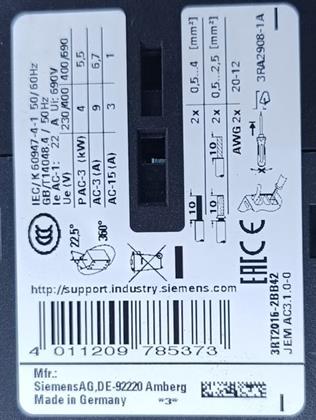 IEC/K 60947-4-1 50/60Hz
GB/T14048.4 / 50Hz
Ie AC-1: 22 A Ui: 690V
Ue (V) 230/400 400/690
PAC-3 (kW) 4 5,5
AC-3 (A) 9 6,7
AC-15 (A) 3 1
2x 0,5...4 [mm²]
2x 0,5...2,5 [mm²]
AWG 2x 20-12
3RA2908-1A
10
10
CCC
22,5° 360°
EAC CE
http://support.industry.siemens.com
3RT2016-2BB42
JEM AC3.1.0-0
4 011209 785373
Mfr.:
SiemensAG,DE-92220 Amberg
Made in Germany "3"